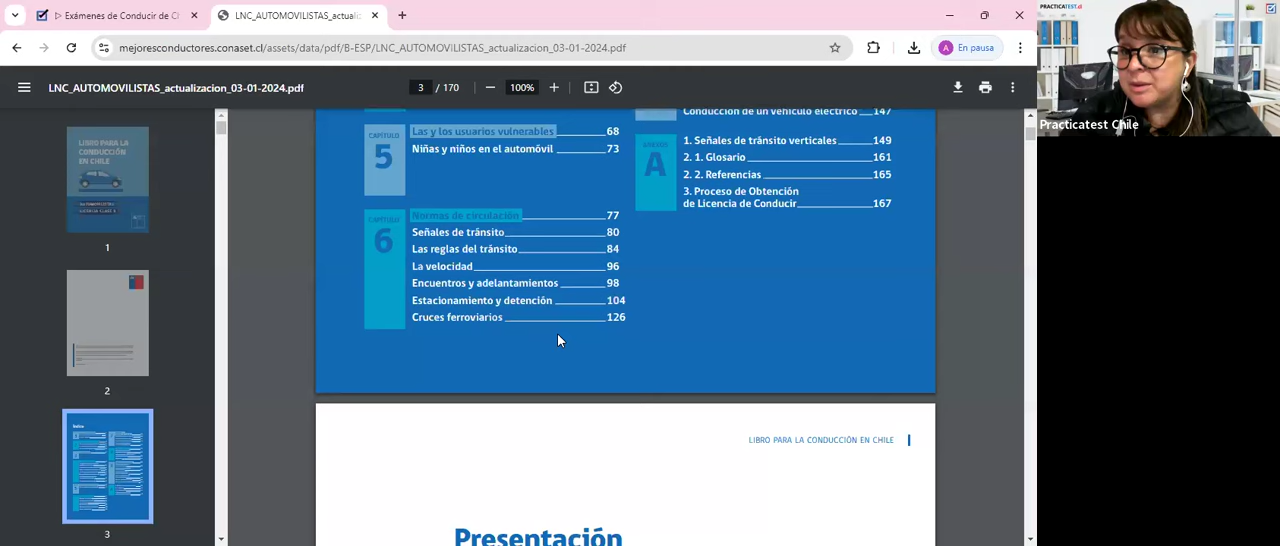 Exámenes de Conducir de Ch
LNC_AUTOMOVILISTAS_actualiza
mejoresconductores.conaset.cl/assets/data/pdf/B-ESP/LNC_AUTOMOVILISTAS_actualizacion_03-01-2024.pdf
A En pausa
LNC_AUTOMOVILISTAS_actualizacion_03-01-2024.pdf
3 / 170
100%
LIBRO PARA LA
CONDUCCIÓN
EN CHILE
1
2
3
CAPÍTULO
5
Las y los usuarios vulnerables 68
Niñas y niños en el automóvil 73
CAPÍTULO
6
Normas de circulación 77
Señales de tránsito 80
Las reglas del tránsito 84
La velocidad 96
Encuentros y adelantamientos 98
Estacionamiento y detención 104
Cruces ferroviarios 126
Conducción de un vehículo eléctrico 147
A
1. Señales de tránsito verticales 149
2. 1. Glosario 161
2. 2. Referencias 165
3. Proceso de Obtención
de Licencia de Conducir 167
LIBRO PARA LA CONDUCCIÓN EN CHILE
Presentación
PRACTICATEST.cl
Practicatest Chile